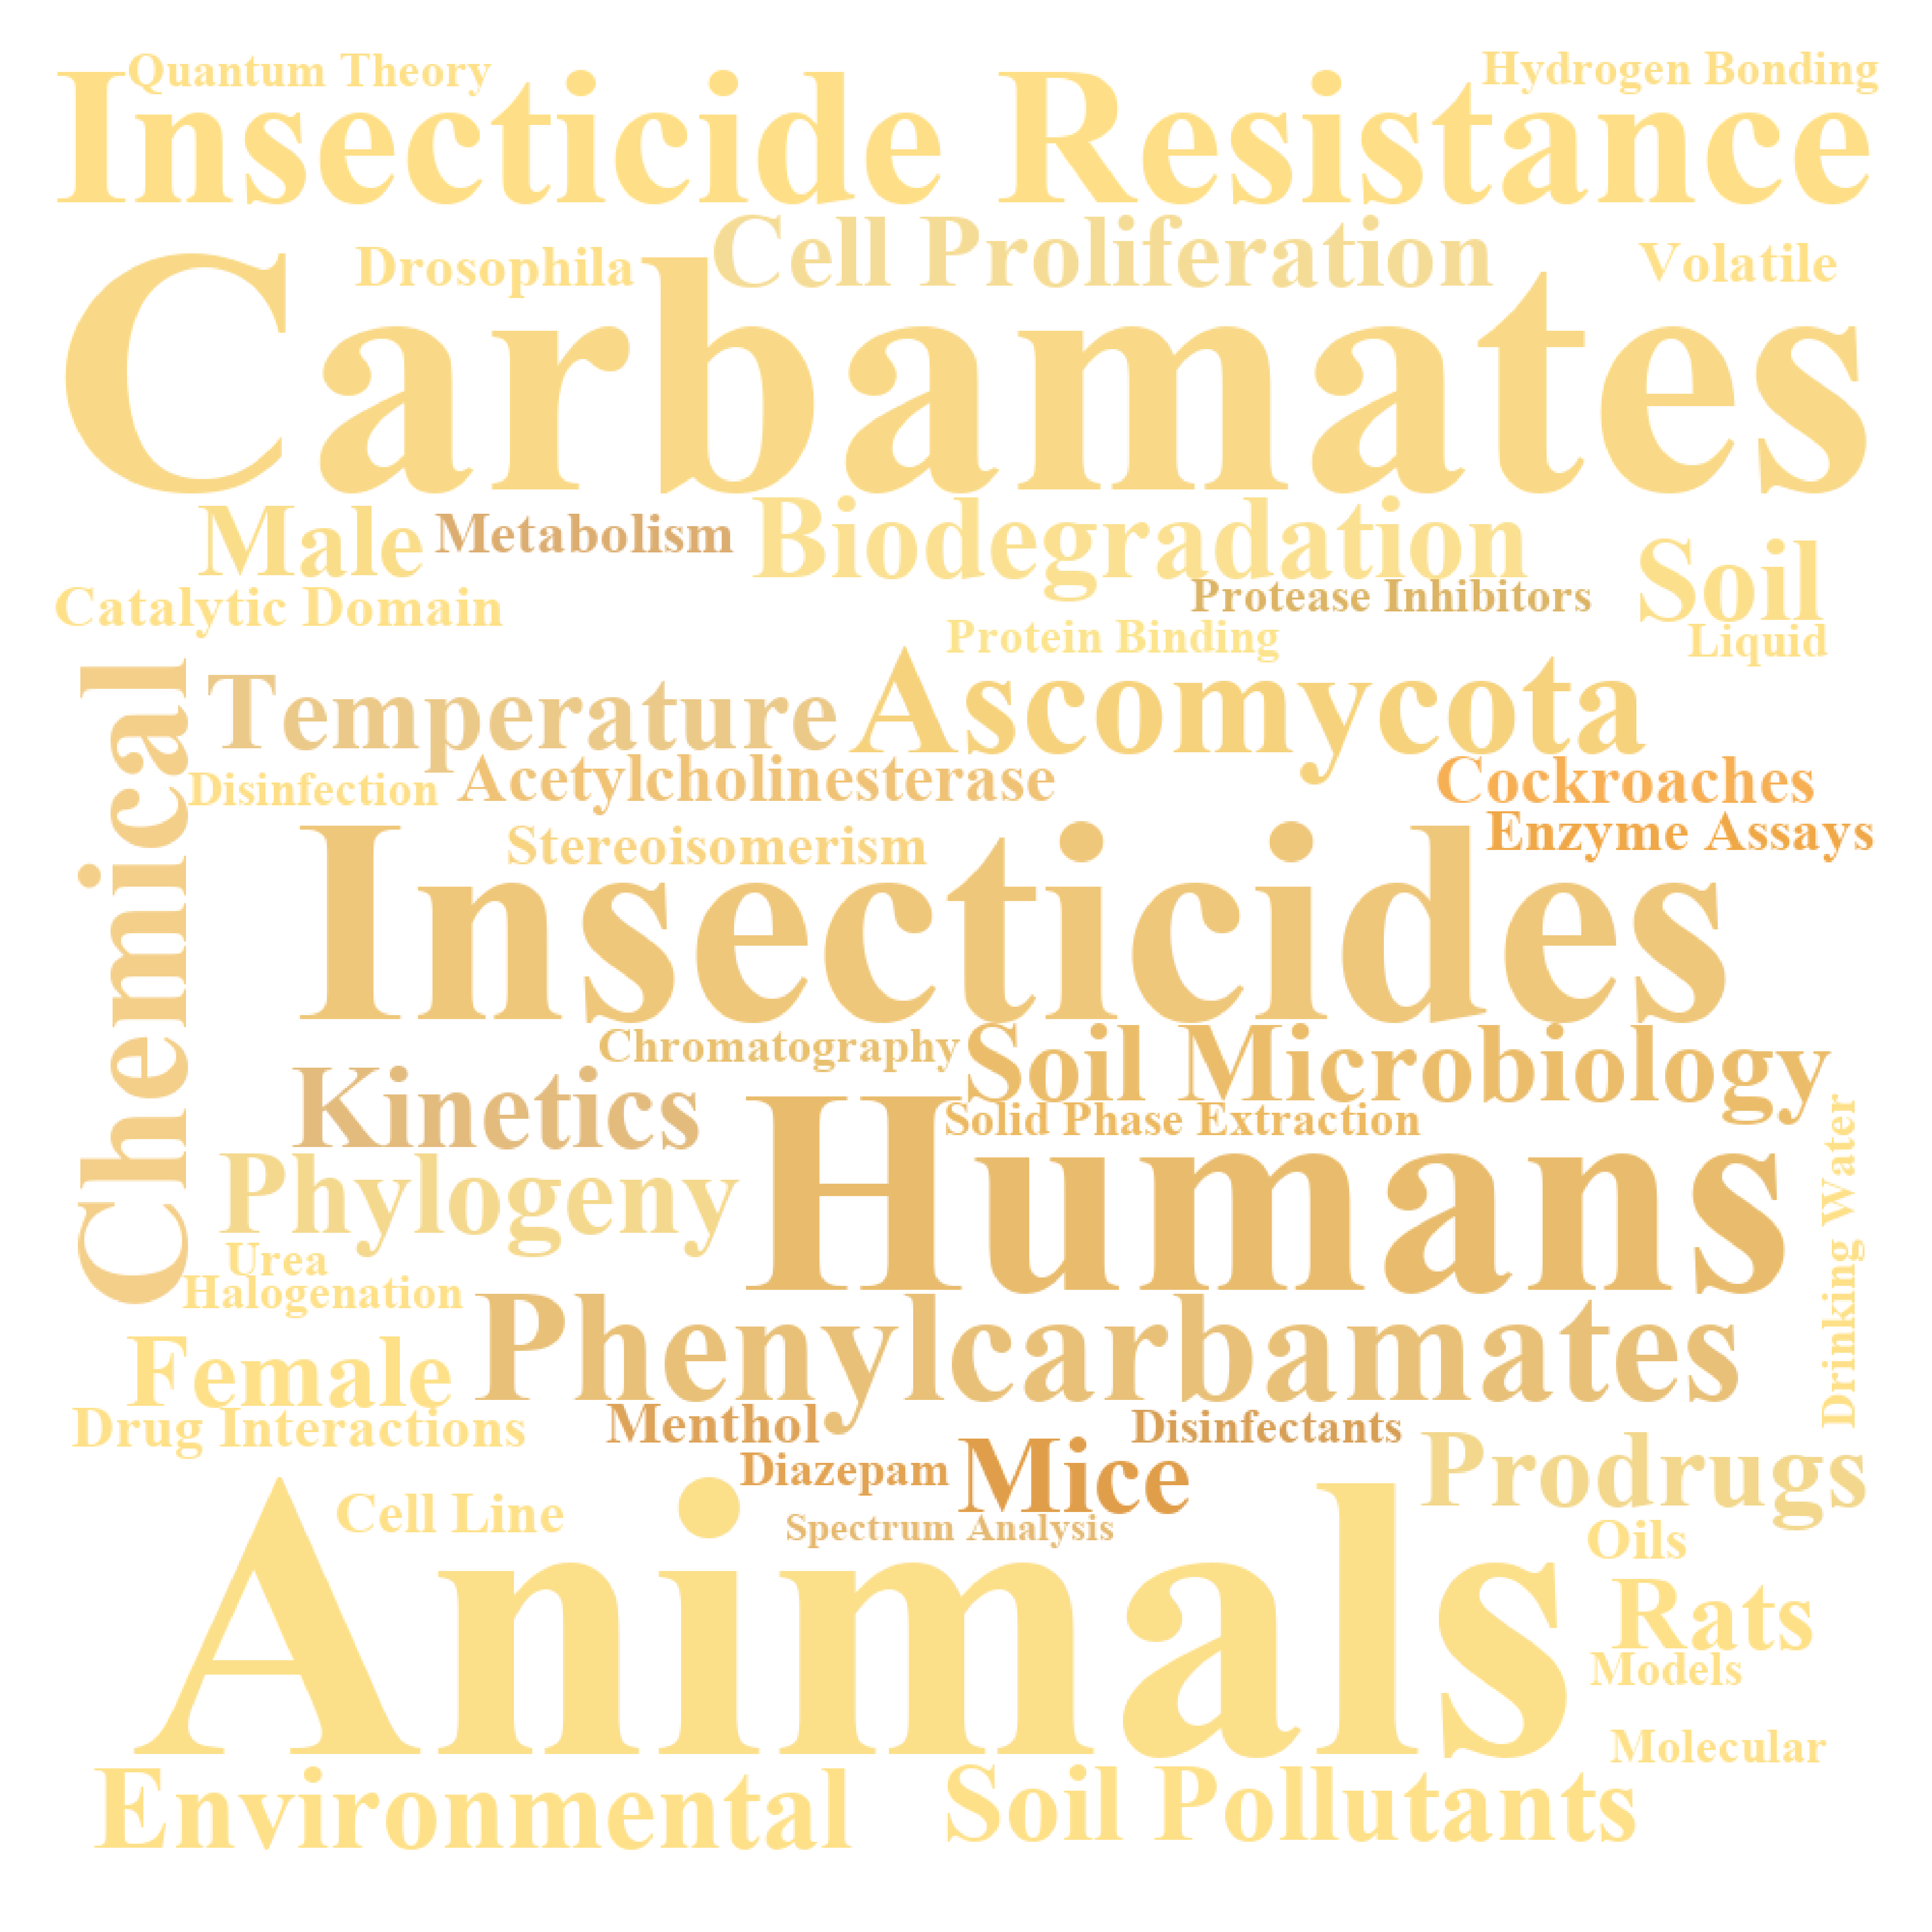 Quantum Theory
Hydrogen Bonding
Insecticide Resistance
Cell Proliferation
Drosophila
Volatile
Carbamates
Male
Metabolism
Biodegradation
Soil
Catalytic Domain
Protease Inhibitors
Protein Binding
Liquid
Chemical
Temperature
Ascomycota
Disinfection
Acetylcholinesterase
Cockroaches
Stereoisomerism
Enzyme Assays
Insecticides
Chromatography
Soil Microbiology
Kinetics
Solid Phase Extraction
Humans
Drinking Water
Phylogeny
Urea
Halogenation
Phenylcarbamates
Female
Drug Interactions
Menthol
Disinfectants
Diazepam
Mice
Prodrugs
Cell Line
Spectrum Analysis
Oils
Animals
Rats
Models
Molecular
Environmental
Soil Pollutants